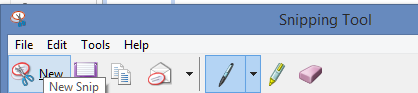 Snipping Tool
File Edit Tools Help
New
New Snip